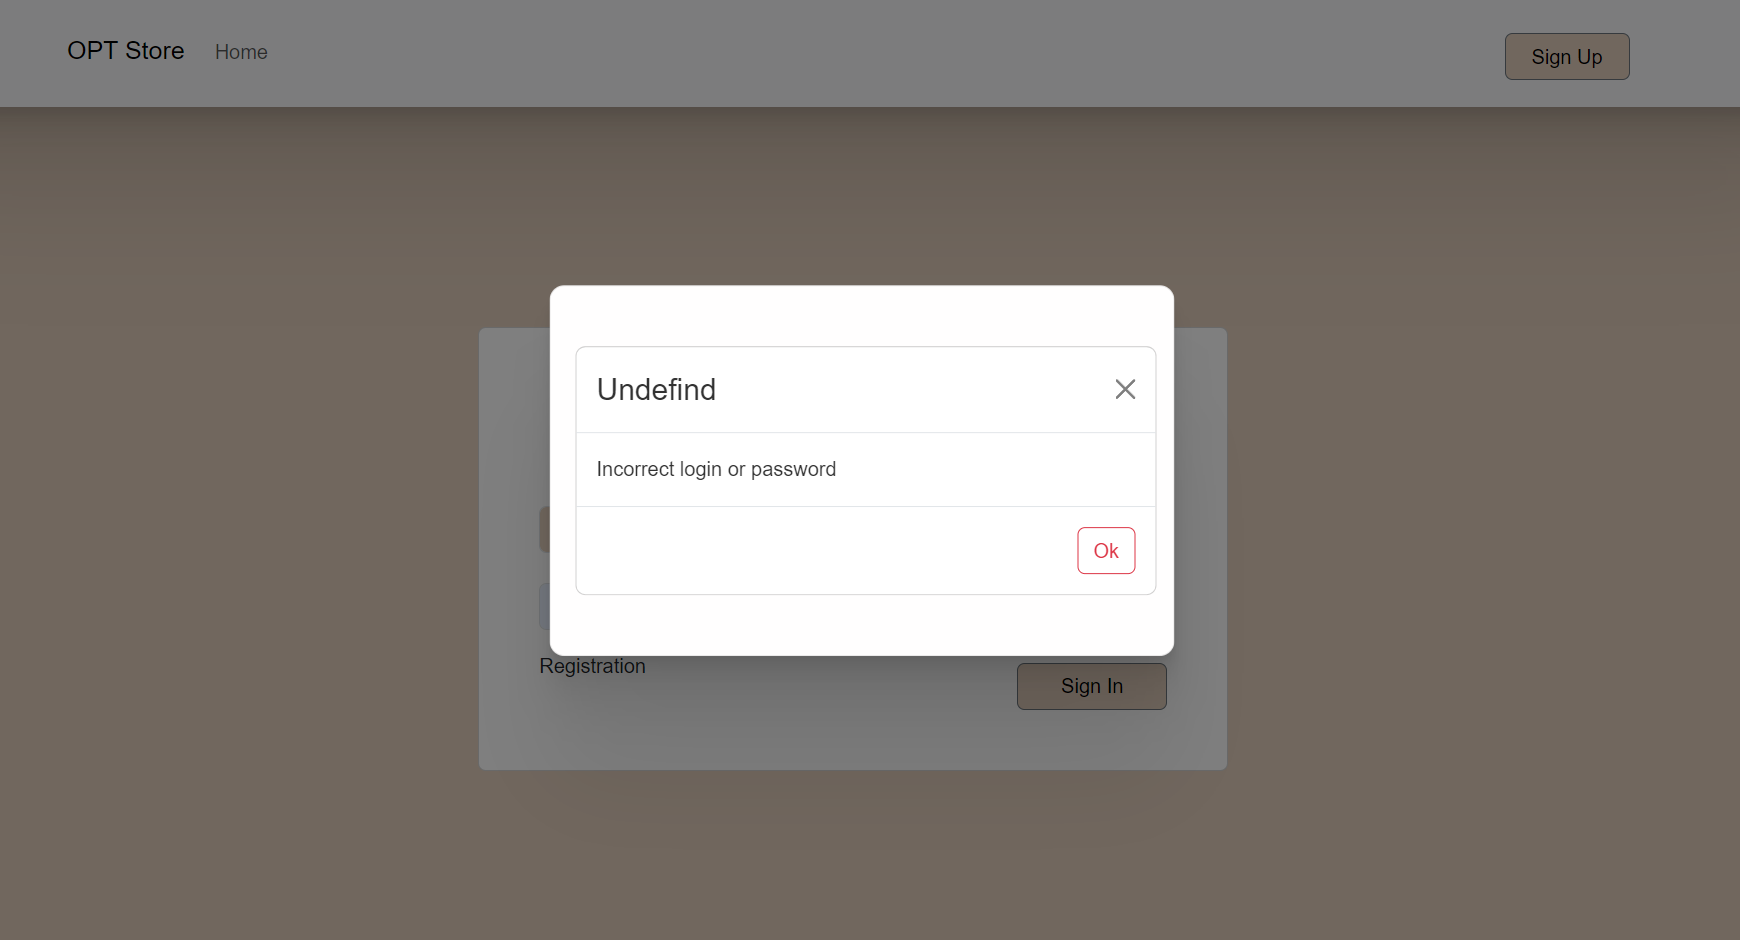 OPT Store
Home
Sign Up
Undefind
Incorrect login or password
Ok
Registration
Sign In